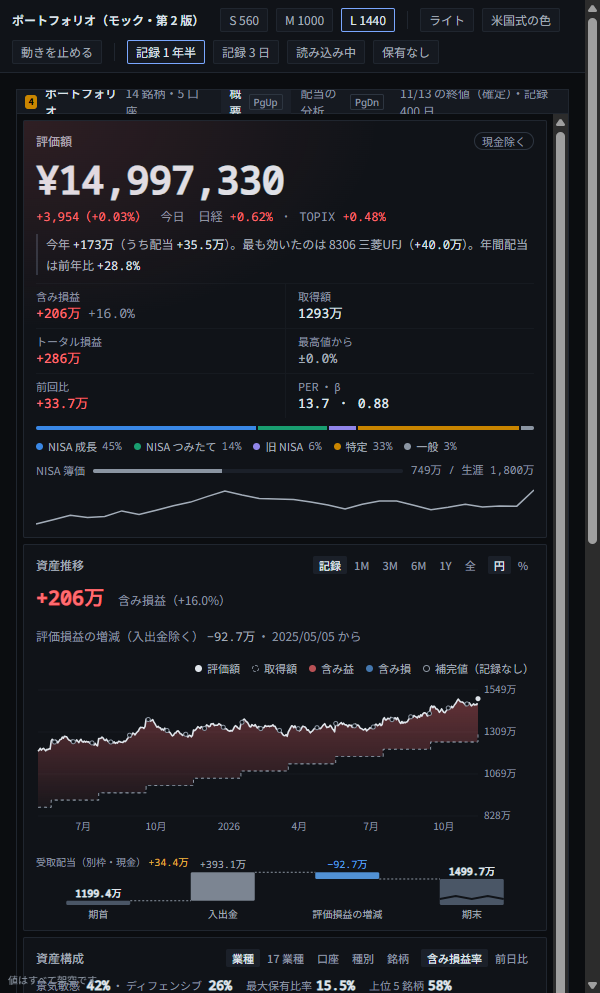 ポートフォリオ（モック・第 2 版）
S 560
M 1000
L 1440
ライト
米国式の色
動きを止める
記録 1 年半
記録 3 日
読み込み中
保有なし
4
ポートフォリオ
14 銘柄・5 口座
概要
PgUp
配当の分析
PgDn
11/13 の終値（確定）・記録 400 日
評価額
現金除く
¥14,997,330
+3,954 (+0.03%) 今日 日経 +0.62% · TOPIX +0.48%
今年 +173万（うち配当 +35.5万）。最も効いたのは 8306 三菱UFJ（+40.0万）。年間配当
は前年比 +28.8%
含み損益
+206万 +16.0%
取得額
1293万
トータル損益
+286万
最高値から
±0.0%
前回比
+33.7万
PER・β
13.7 · 0.88
NISA 成長 45% NISA つみたて 14% 旧 NISA 6% 特定 33% 一般 3%
NISA 簿価
749万 / 生涯 1,800万
資産推移
記録 1M 3M 6M 1Y 全 円 %
+206万 含み損益（+16.0%）
評価損益の増減（入出金除く） −92.7万・2025/05/05 から
評価額 取得額 含み益 含み損 補完値（記録なし）
1549万
1309万
1069万
828万
7月 10月 2026 4月 7月 10月
受取配当（別枠・現金） +34.4万
+393.1万
−92.7万
1499.7万
1199.4万
期首 入出金 評価損益の増減 期末
資産構成
業種 17 業種 口座 種別 銘柄 含み損益率 前日比
値はすべて架空です
景気敏感 42%・ディフェンシブ 26% 最大保有比率 15.5% 上位 5 銘柄 58%